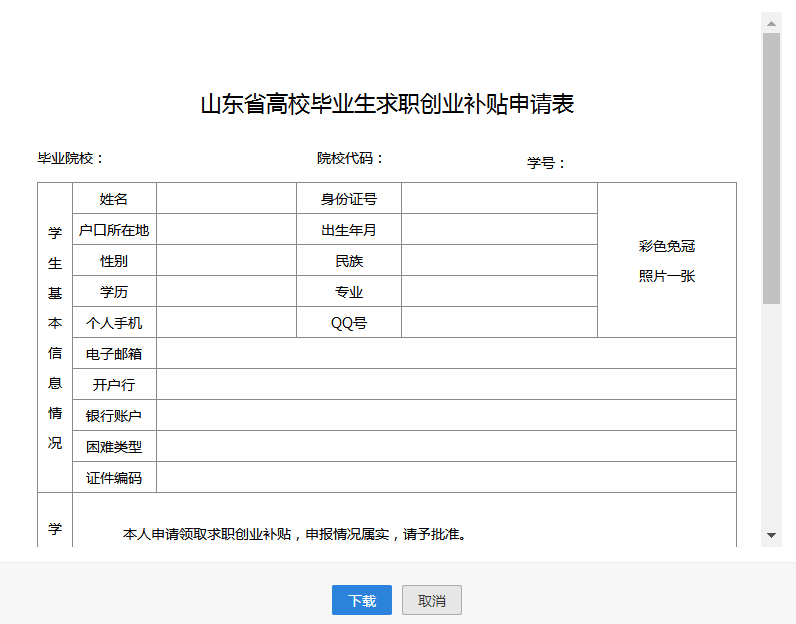 山东省高校毕业生求职创业补贴申请表
毕业院校： 院校代码： 学号：
学生基本信息情况
姓名 身份证号
户口所在地 出生年月
性别 民族
学历 专业
个人手机 QQ号
彩色免冠
照片一张
电子邮箱
开户行
银行账户
困难类型
证件编码
学
本人申请领取求职创业补贴，申报情况属实，请予批准。
下载 取消